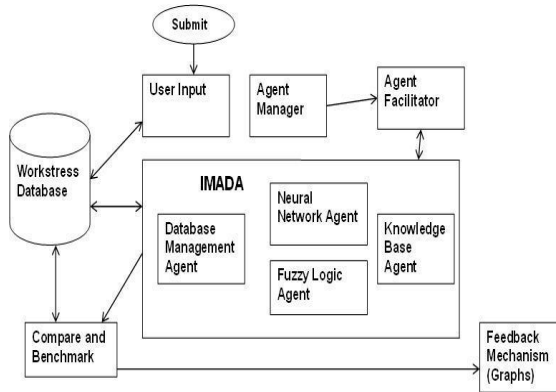 Submit
User Input
Agent
Manager
Agent
Facilitator
Workstress
Database
IMADA
Database
Management
Agent
Neural
Network Agent
Fuzzy Logic
Agent
Knowledge
Base
Agent
Compare and
Benchmark
Feedback
Mechanism
(Graphs)